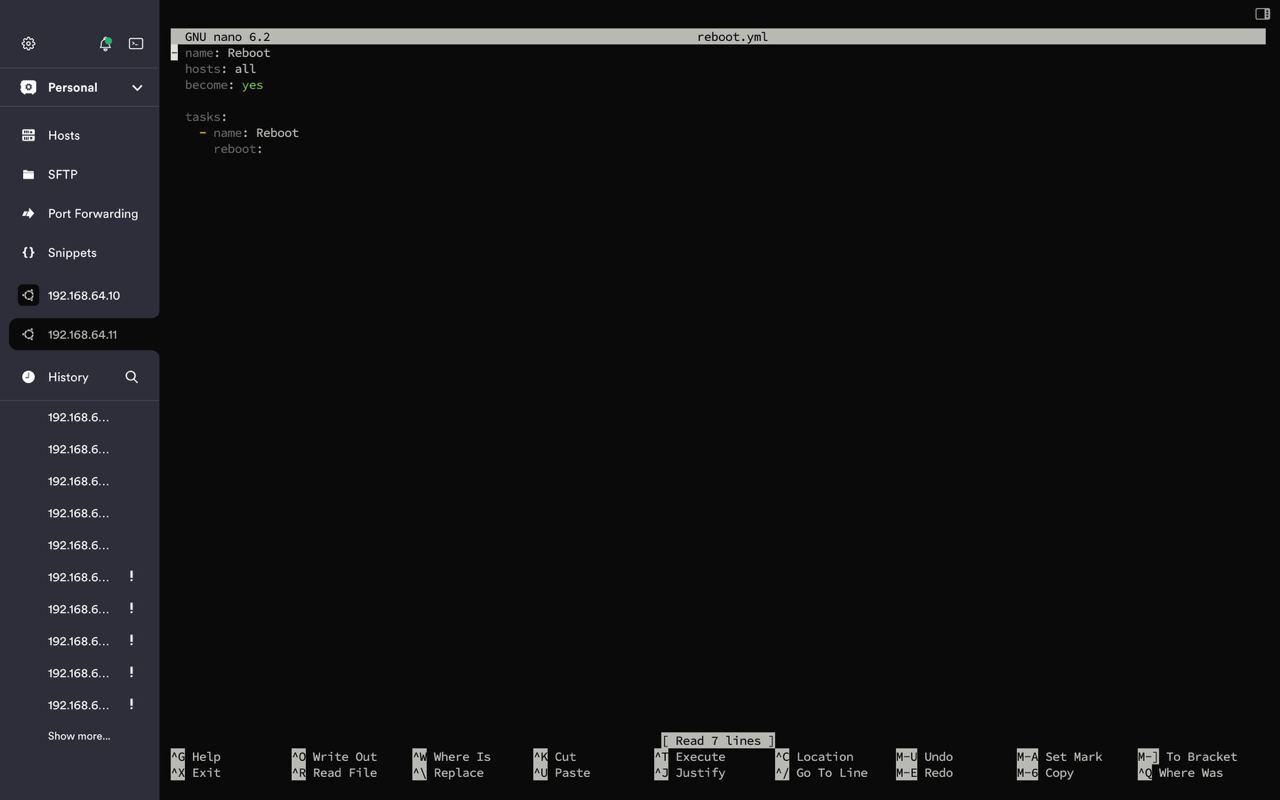 Personal
Hosts
SFTP
Port Forwarding
Snippets
192.168.64.10
192.168.64.11
History
192.168.6...
192.168.6...
192.168.6...
192.168.6...
192.168.6...
192.168.6... !
192.168.6... !
192.168.6... !
192.168.6... !
192.168.6... !
Show more...
GNU nano 6.2 reboot.yml
- name: Reboot
  hosts: all
  become: yes

  tasks:
    - name: Reboot
      reboot:
[ Read 7 lines ]
^G Help ^O Write Out ^W Where Is ^K Cut ^T Execute ^C Location M-U Undo M-A Set Mark M-] To Bracket
^X Exit ^R Read File ^\ Replace ^U Paste ^J Justify ^/ Go To Line M-E Redo M-6 Copy ^Q Where Was